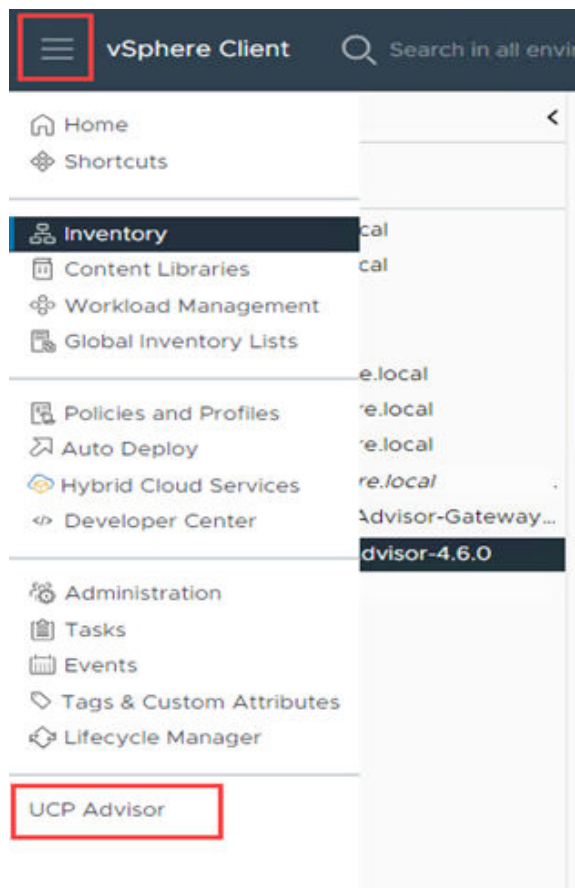 vSphere Client
Search in all envi
Home
Shortcuts
Inventory
cal
Content Libraries
cal
Workload Management
Global Inventory Lists
e.local
Policies and Profiles
re.local
Auto Deploy
re.local
Hybrid Cloud Services
re.local
Developer Center
Advisor-Gateway...
dvisor-4.6.0
Administration
Tasks
Events
Tags & Custom Attributes
Lifecycle Manager
UCP Advisor